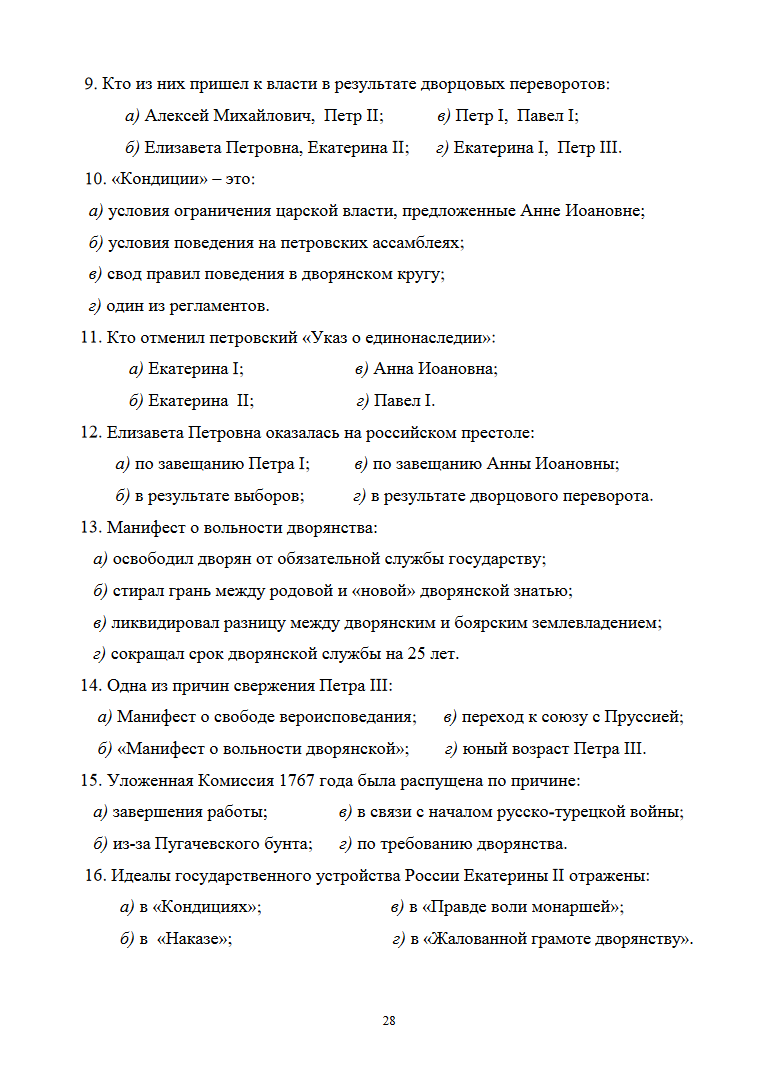 9. Кто из них пришел к власти в результате дворцовых переворотов:
а) Алексей Михайлович, Петр II; в) Петр I, Павел I;
б) Елизавета Петровна, Екатерина II; г) Екатерина I, Петр III.
10. «Кондиции» – это:
а) условия ограничения царской власти, предложенные Анне Иоановне;
б) условия поведения на петровских ассамблеях;
в) свод правил поведения в дворянском кругу;
г) один из регламентов.
11. Кто отменил петровский «Указ о единонаследии»:
а) Екатерина I; в) Анна Иоановна;
б) Екатерина II; г) Павел I.
12. Елизавета Петровна оказалась на российском престоле:
а) по завещанию Петра I; в) по завещанию Анны Иоановны;
б) в результате выборов; г) в результате дворцового переворота.
13. Манифест о вольности дворянства:
а) освободил дворян от обязательной службы государству;
б) стирал грань между родовой и «новой» дворянской знатью;
в) ликвидировал разницу между дворянским и боярским землевладением;
г) сокращал срок дворянской службы на 25 лет.
14. Одна из причин свержения Петра III:
а) Манифест о свободе вероисповедания; в) переход к союзу с Пруссией;
б) «Манифест о вольности дворянской»; г) юный возраст Петра III.
15. Уложенная Комиссия 1767 года была распущена по причине:
а) завершения работы; в) в связи с началом русско-турецкой войны;
б) из-за Пугачевского бунта; г) по требованию дворянства.
16. Идеалы государственного устройства России Екатерины II отражены:
а) в «Кондициях»; в) в «Правде воли монаршей»;
б) в «Наказе»; г) в «Жалованной грамоте дворянству».
28